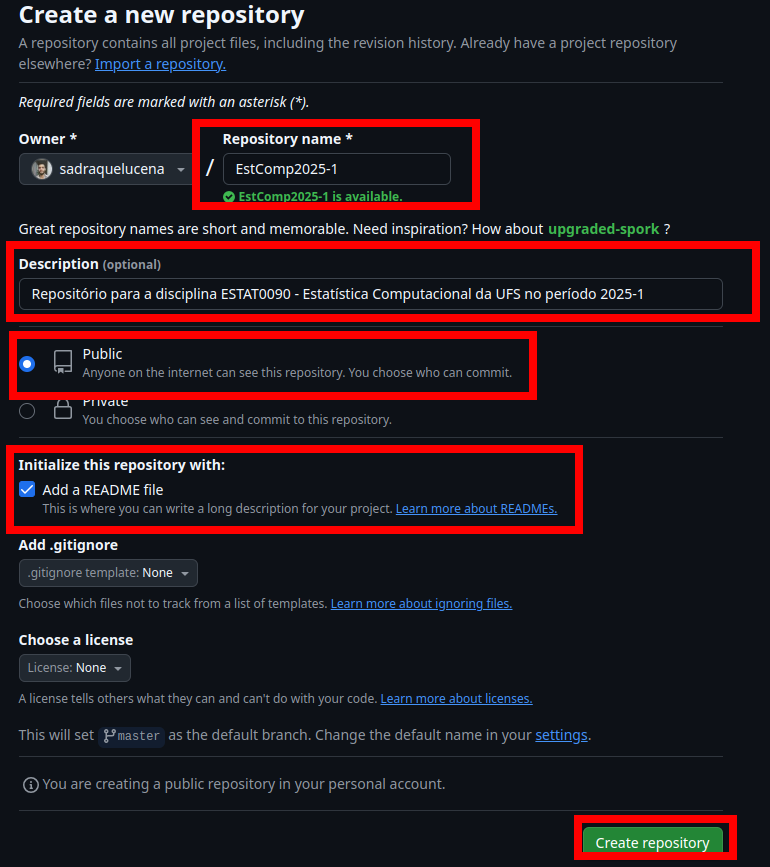 Create a new repository
A repository contains all project files, including the revision history. Already have a project repository
elsewhere? Import a repository.
Required fields are marked with an asterisk (*).
Owner *
Repository name *
sadraquelucena
/
EstComp2025-1
EstComp2025-1 is available.
Great repository names are short and memorable. Need inspiration? How about upgraded-spork ?
Description (optional)
Repositório para a disciplina ESTAT0090 - Estatística Computacional da UFS no período 2025-1
Public
Anyone on the internet can see this repository. You choose who can commit.
Private
You choose who can see and commit to this repository.
Initialize this repository with:
Add a README file
This is where you can write a long description for your project. Learn more about READMEs.
Add .gitignore
.gitignore template: None
Choose which files not to track from a list of templates. Learn more about ignoring files.
Choose a license
License: None
A license tells others what they can and can't do with your code. Learn more about licenses.
This will set master as the default branch. Change the default name in your settings.
You are creating a public repository in your personal account.
Create repository